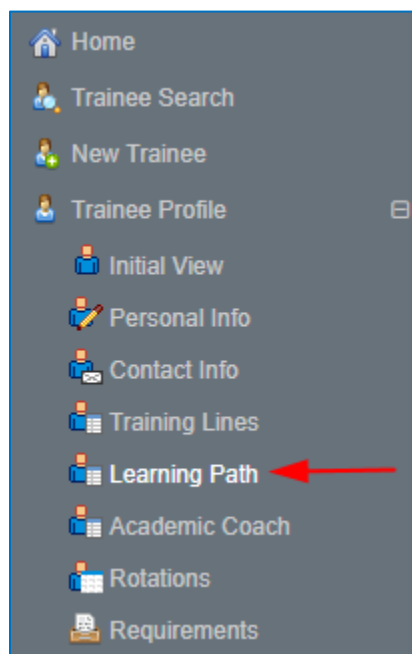 Home
Trainee Search
New Trainee
Trainee Profile
Initial View
Personal Info
Contact Info
Training Lines
Learning Path
Academic Coach
Rotations
Requirements